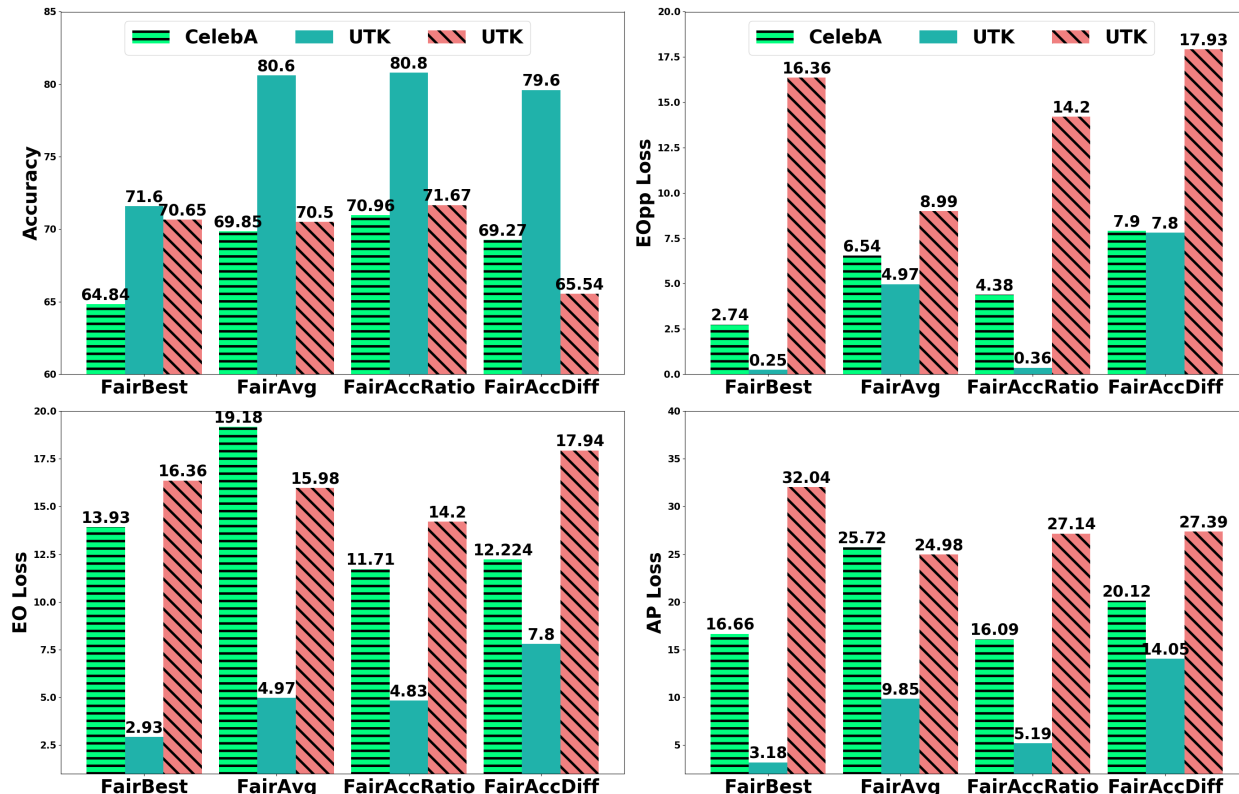 CelebA UTK UTK
Accuracy
85
80
75
70
65
60
64.84 71.6 70.65
69.85 80.6 70.5
70.96 80.8 71.67
69.27 79.6 65.54
FairBest FairAvg FairAccRatio FairAccDiff
CelebA UTK UTK
EOpp Loss
20.0
17.5
15.0
12.5
10.0
7.5
5.0
2.5
0.0
2.74 0.25 16.36
6.54 4.97 8.99
4.38 0.36 14.2
7.9 7.8 17.93
FairBest FairAvg FairAccRatio FairAccDiff
EO Loss
20.0
17.5
15.0
12.5
10.0
7.5
5.0
2.5
13.93 2.93 16.36
19.18 4.97 15.98
11.71 4.83 14.2
12.224 7.8 17.94
FairBest FairAvg FairAccRatio FairAccDiff
AP Loss
40
35
30
25
20
15
10
5
16.66 3.18 32.04
25.72 9.85 24.98
16.09 5.19 27.14
20.12 14.05 27.39
FairBest FairAvg FairAccRatio FairAccDiff